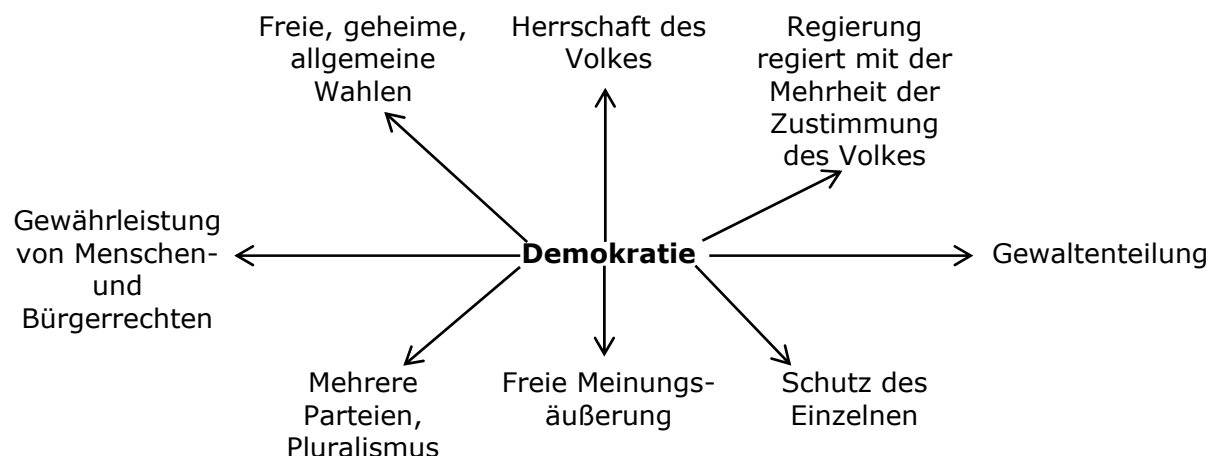 Freie, geheime,
allgemeine
Wahlen
Herrschaft des
Volkes
Regierung
regiert mit der
Mehrheit der
Zustimmung
des Volkes
Gewährleistung
von Menschen-
und
Bürgerrechten
Demokratie
Gewaltenteilung
Mehrere
Parteien,
Pluralismus
Freie Meinungs-
äußerung
Schutz des
Einzelnen